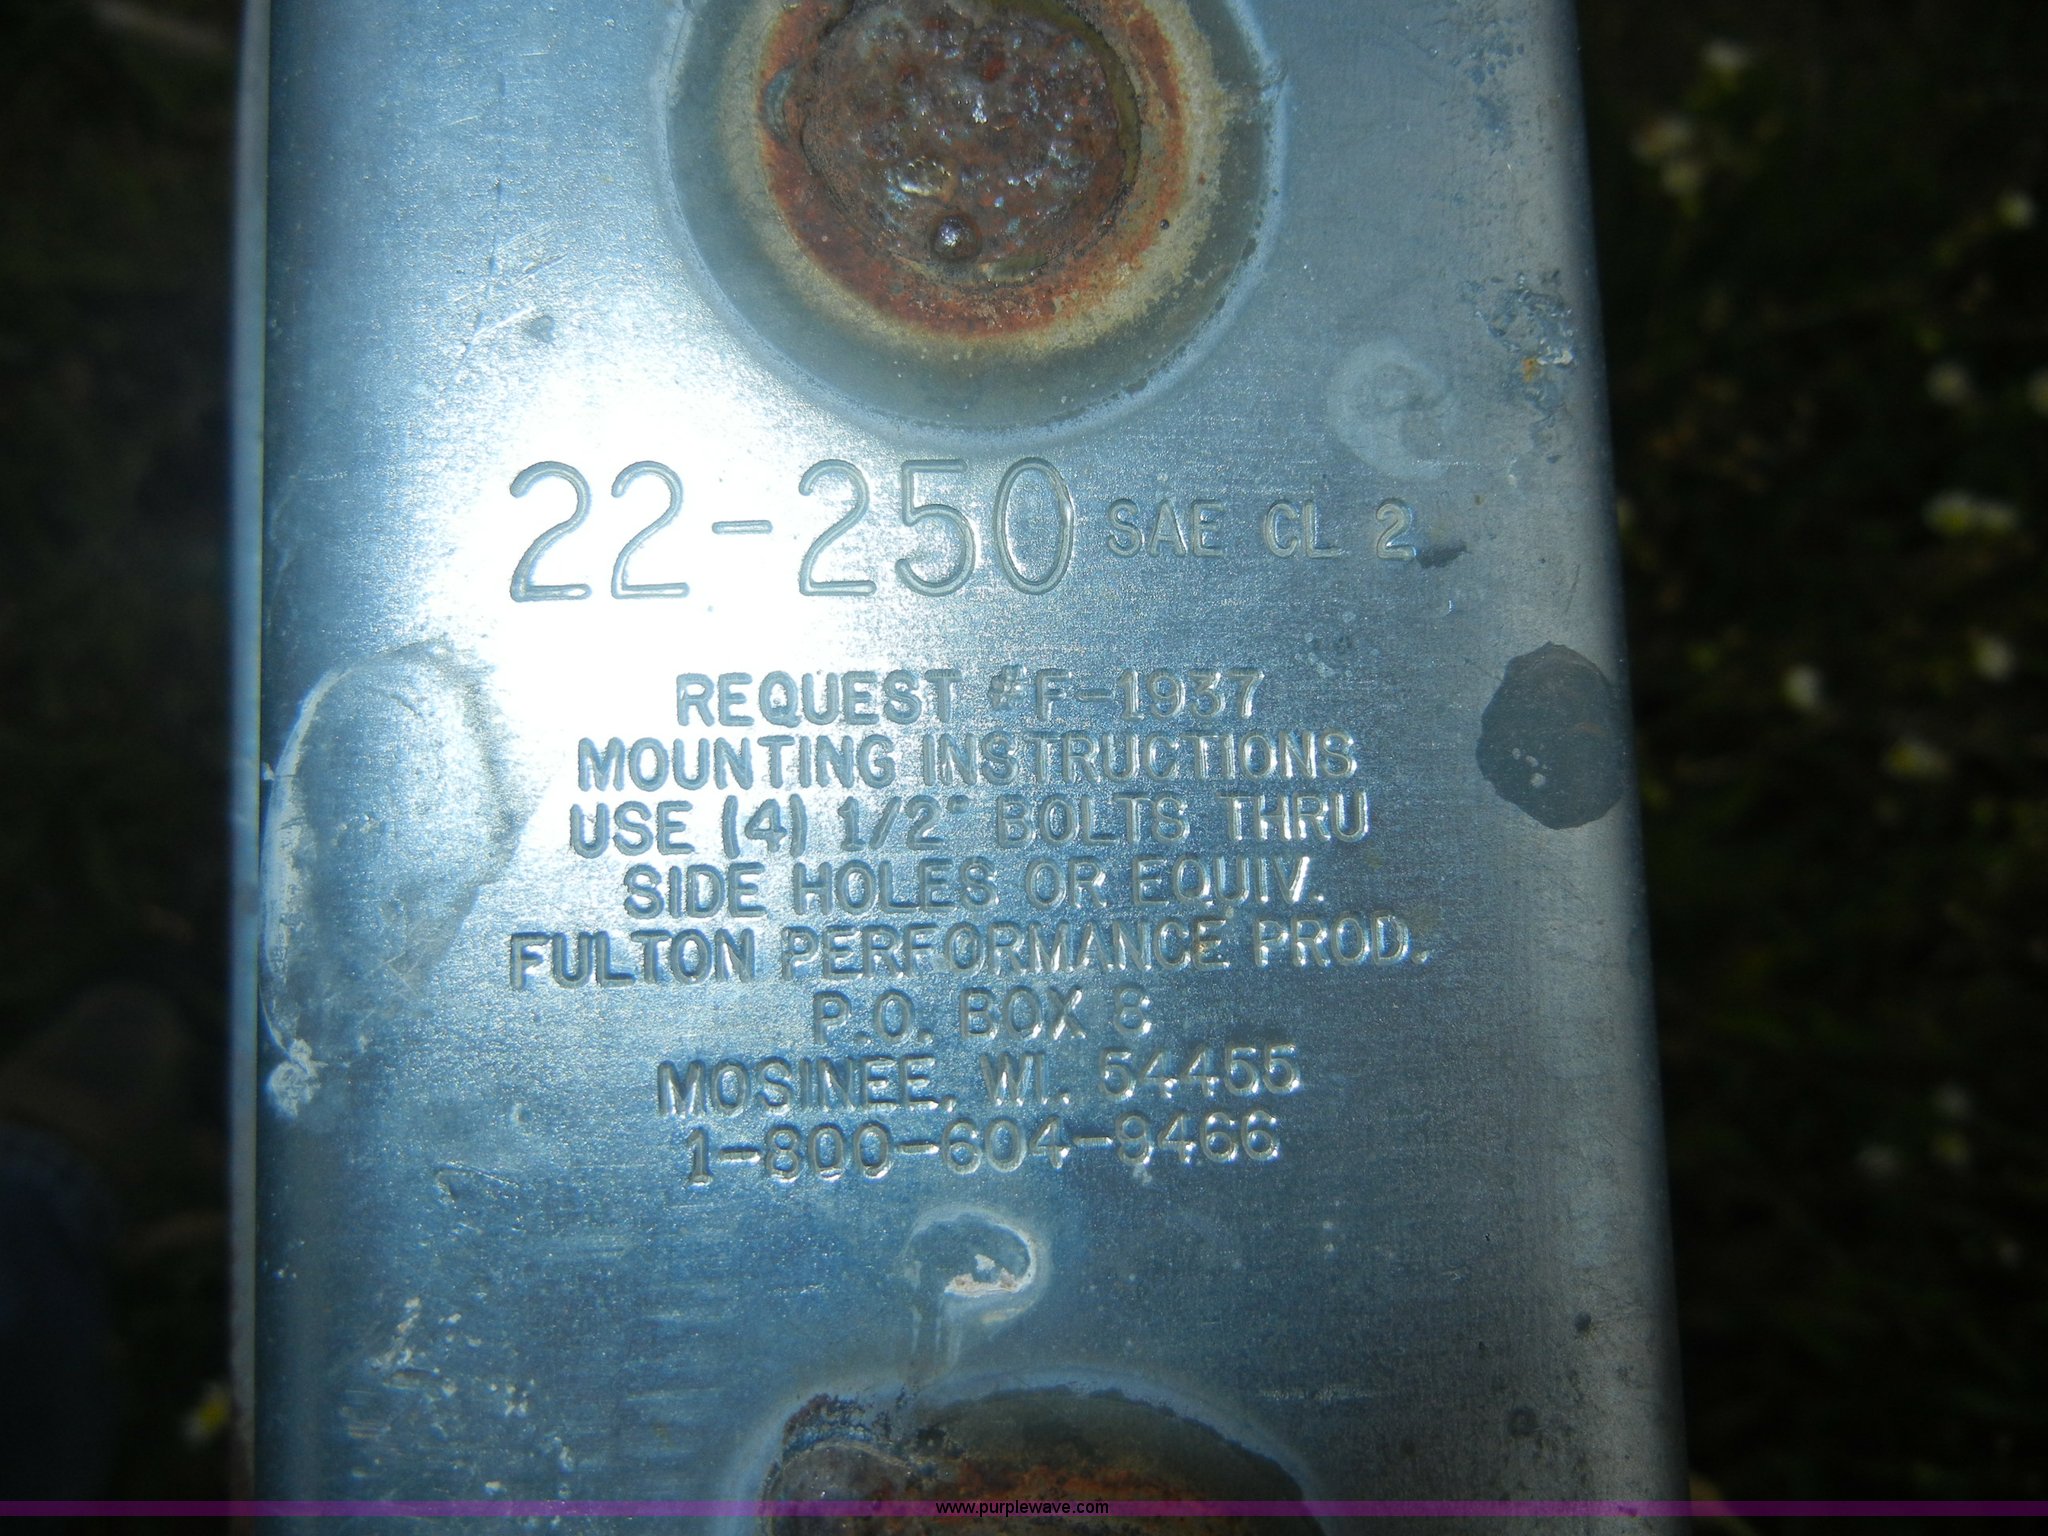 22-250 SAE CL 2
REQUEST #F-1937
MOUNTING INSTRUCTIONS
USE (4) 1/2" BOLTS THRU
SIDE HOLES OR EQUIV.
FULTON PERFORMANCE PROD.
P.O. BOX 8
MOSINEE, WI. 54455
1-800-604-9466
www.purplewave.com